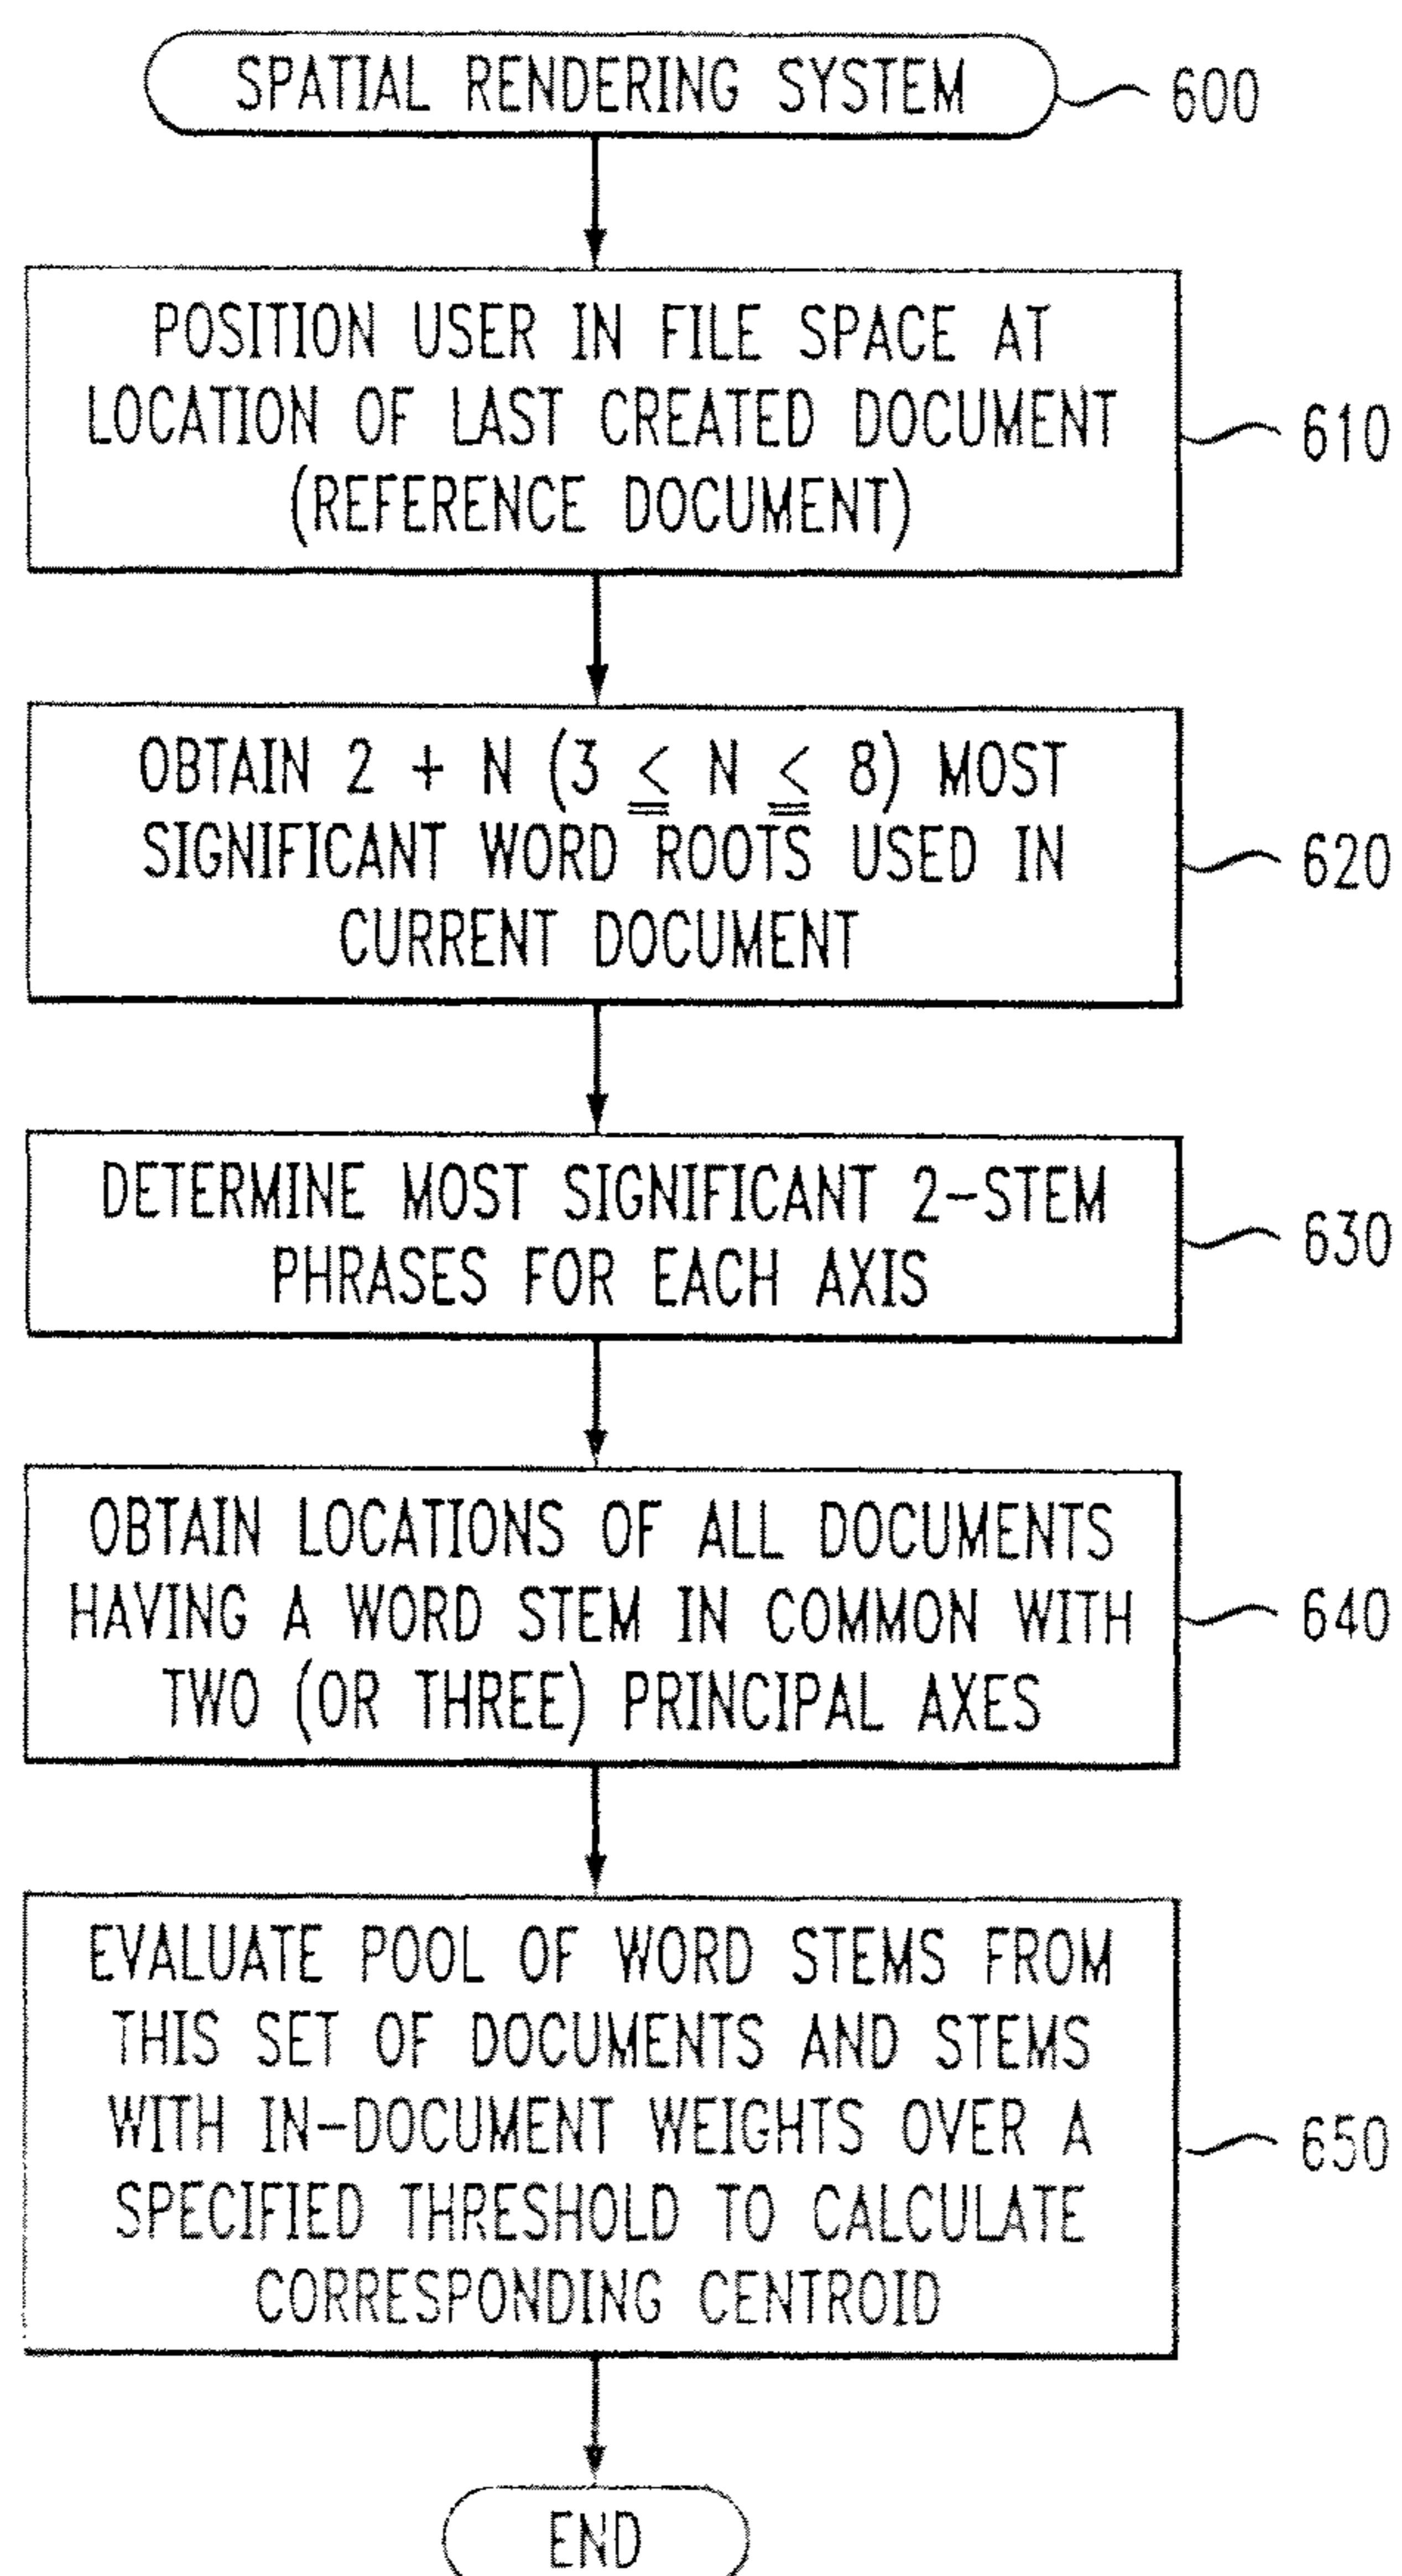 SPATIAL RENDERING SYSTEM
600
POSITION USER IN FILE SPACE AT
LOCATION OF LAST CREATED DOCUMENT
(REFERENCE DOCUMENT)
610
OBTAIN 2 + N (3 ≦ N ≦ 8) MOST
SIGNIFICANT WORD ROOTS USED IN
CURRENT DOCUMENT
620
DETERMINE MOST SIGNIFICANT 2-STEM
PHRASES FOR EACH AXIS
630
OBTAIN LOCATIONS OF ALL DOCUMENTS
HAVING A WORD STEM IN COMMON WITH
TWO (OR THREE) PRINCIPAL AXES
640
EVALUATE POOL OF WORD STEMS FROM
THIS SET OF DOCUMENTS AND STEMS
WITH IN-DOCUMENT WEIGHTS OVER A
SPECIFIED THRESHOLD TO CALCULATE
CORRESPONDING CENTROID
650
END